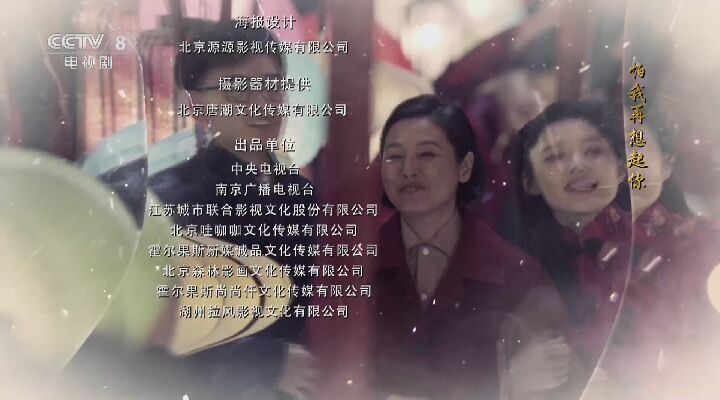 CCTV 8
电视剧
海报设计
北京源源影视传媒有限公司
摄影器材提供
北京唐潮文化传媒有限公司
出品单位
中央电视台
南京广播电视台
江苏城市联合影视文化股份有限公司
北京哇咖咖文化传媒有限公司
霍尔果斯新媒诚品文化传媒有限公司
北京森林影画文化传媒有限公司
霍尔果斯尚尚仟文化传媒有限公司
湖州拉风影视文化有限公司
怕我再想起你